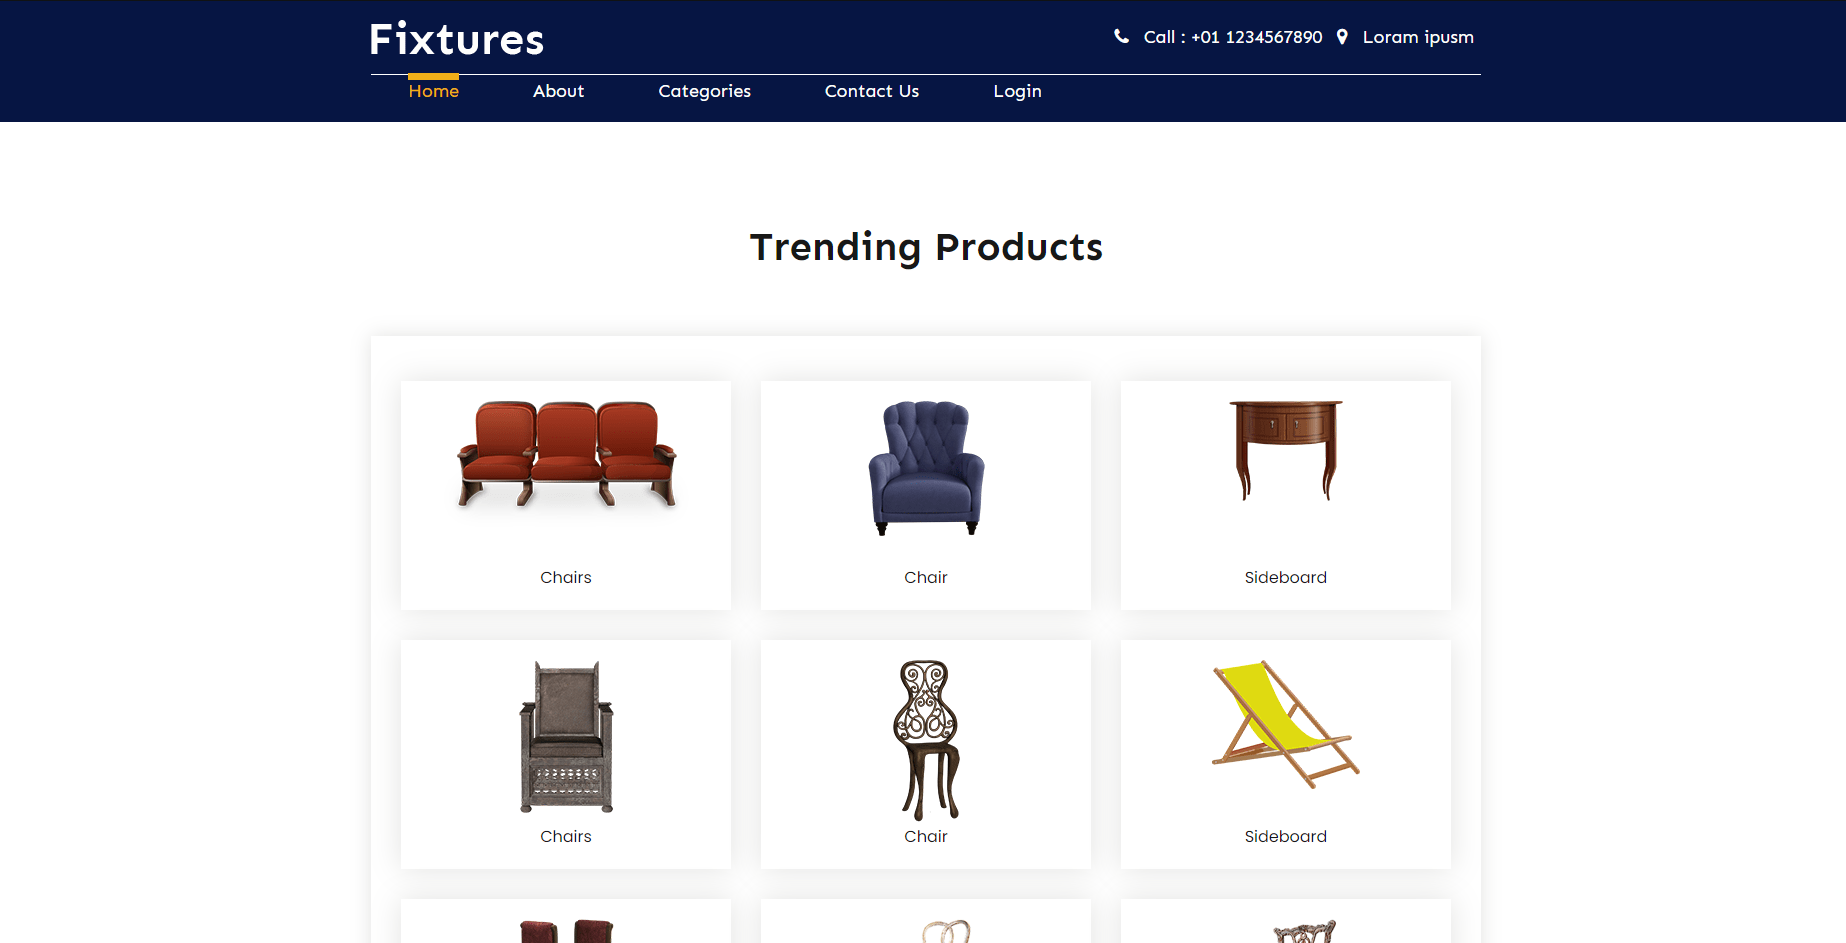 Fixtures
Call : +01 1234567890 Loram ipusm
Home About Categories Contact Us Login
Trending Products
Chairs Chair Sideboard
Chairs Chair Sideboard